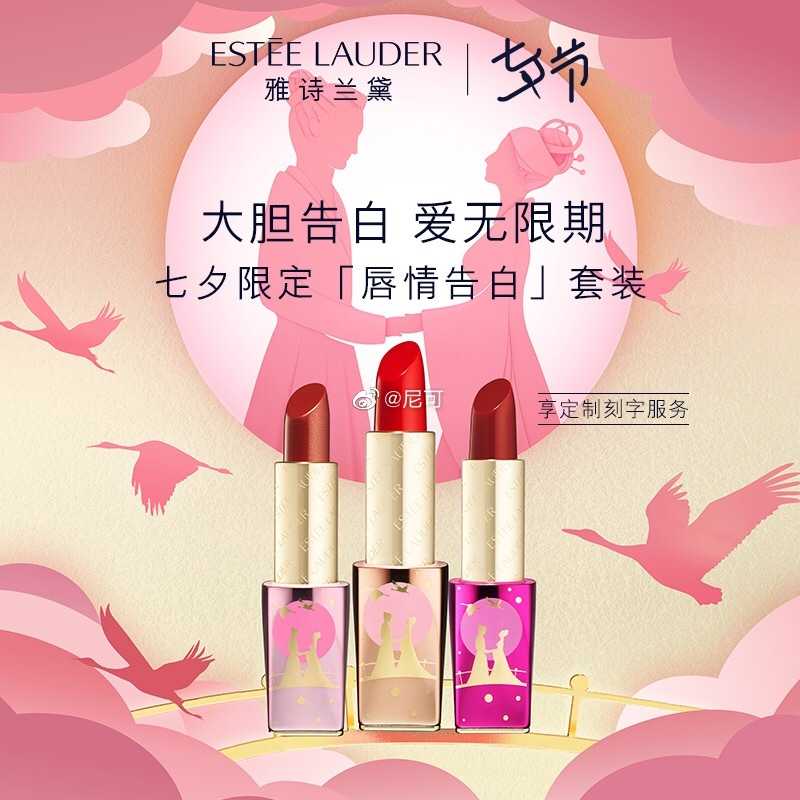 ESTĒE LAUDER
雅诗兰黛
七夕节
大胆告白 爱无限期
七夕限定「唇情告白」套装
@尼可
享定制刻字服务